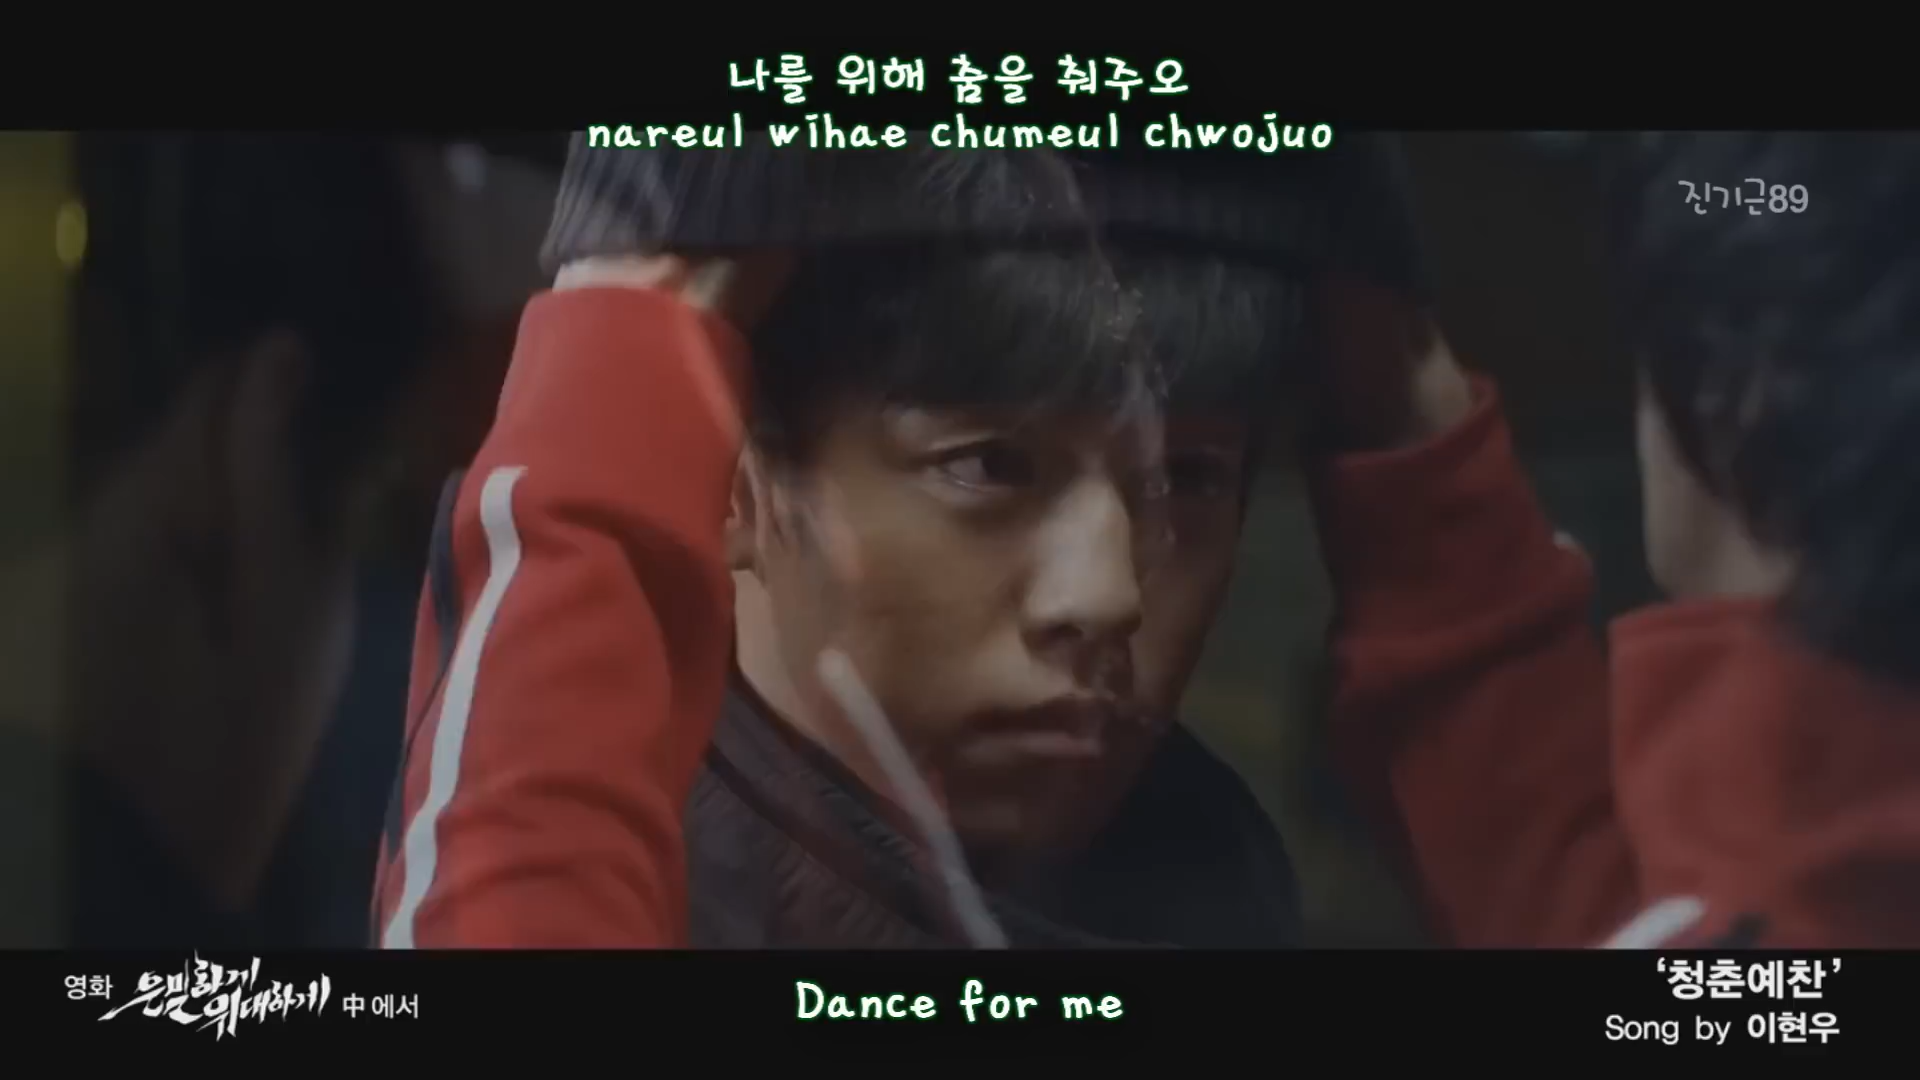 나를 위해 춤을 춰주오
nareul wihae chumeul chwojuo
진기근89
영화 은밀하게 위대하게 中에서
Dance for me
‘청춘예찬’
Song by 이현우